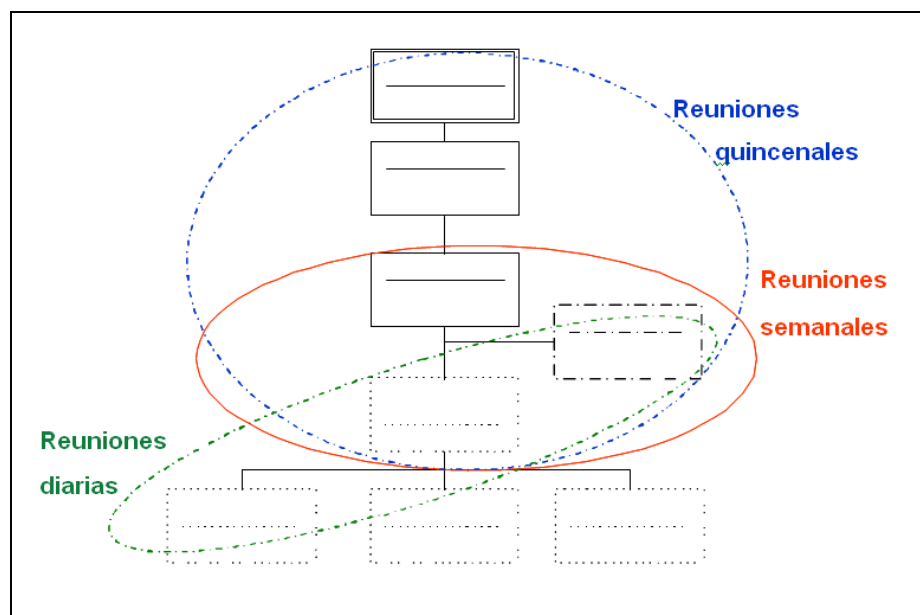 Reuniones
quincenales
Reuniones
semanales
Reuniones
diarias